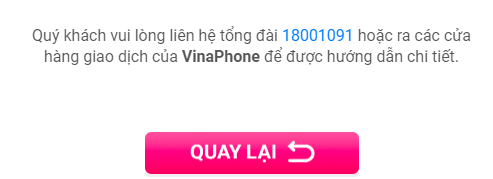 Quý khách vui lòng liên hệ tổng đài 18001091 hoặc ra các cửa
hàng giao dịch của VinaPhone để được hướng dẫn chi tiết.
QUAY LẠI